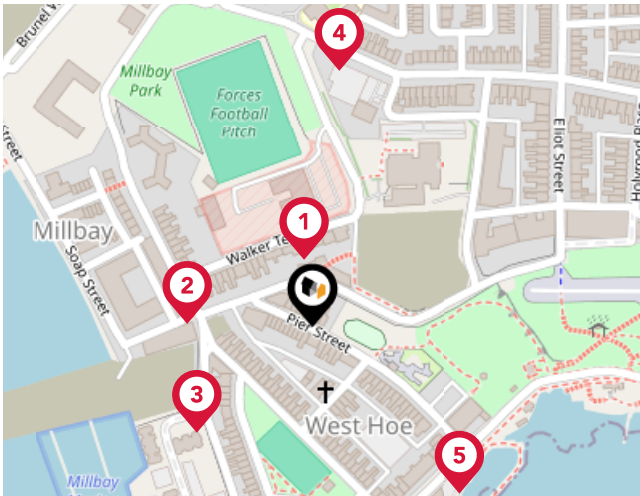 4
Brunel W
Millbay
Park
Forces
Football
Pitch
Eliot Street
street
1
Millbay
Walker Te
Soap Street
2
Pier Street
3
West Hoe
5
Millbay